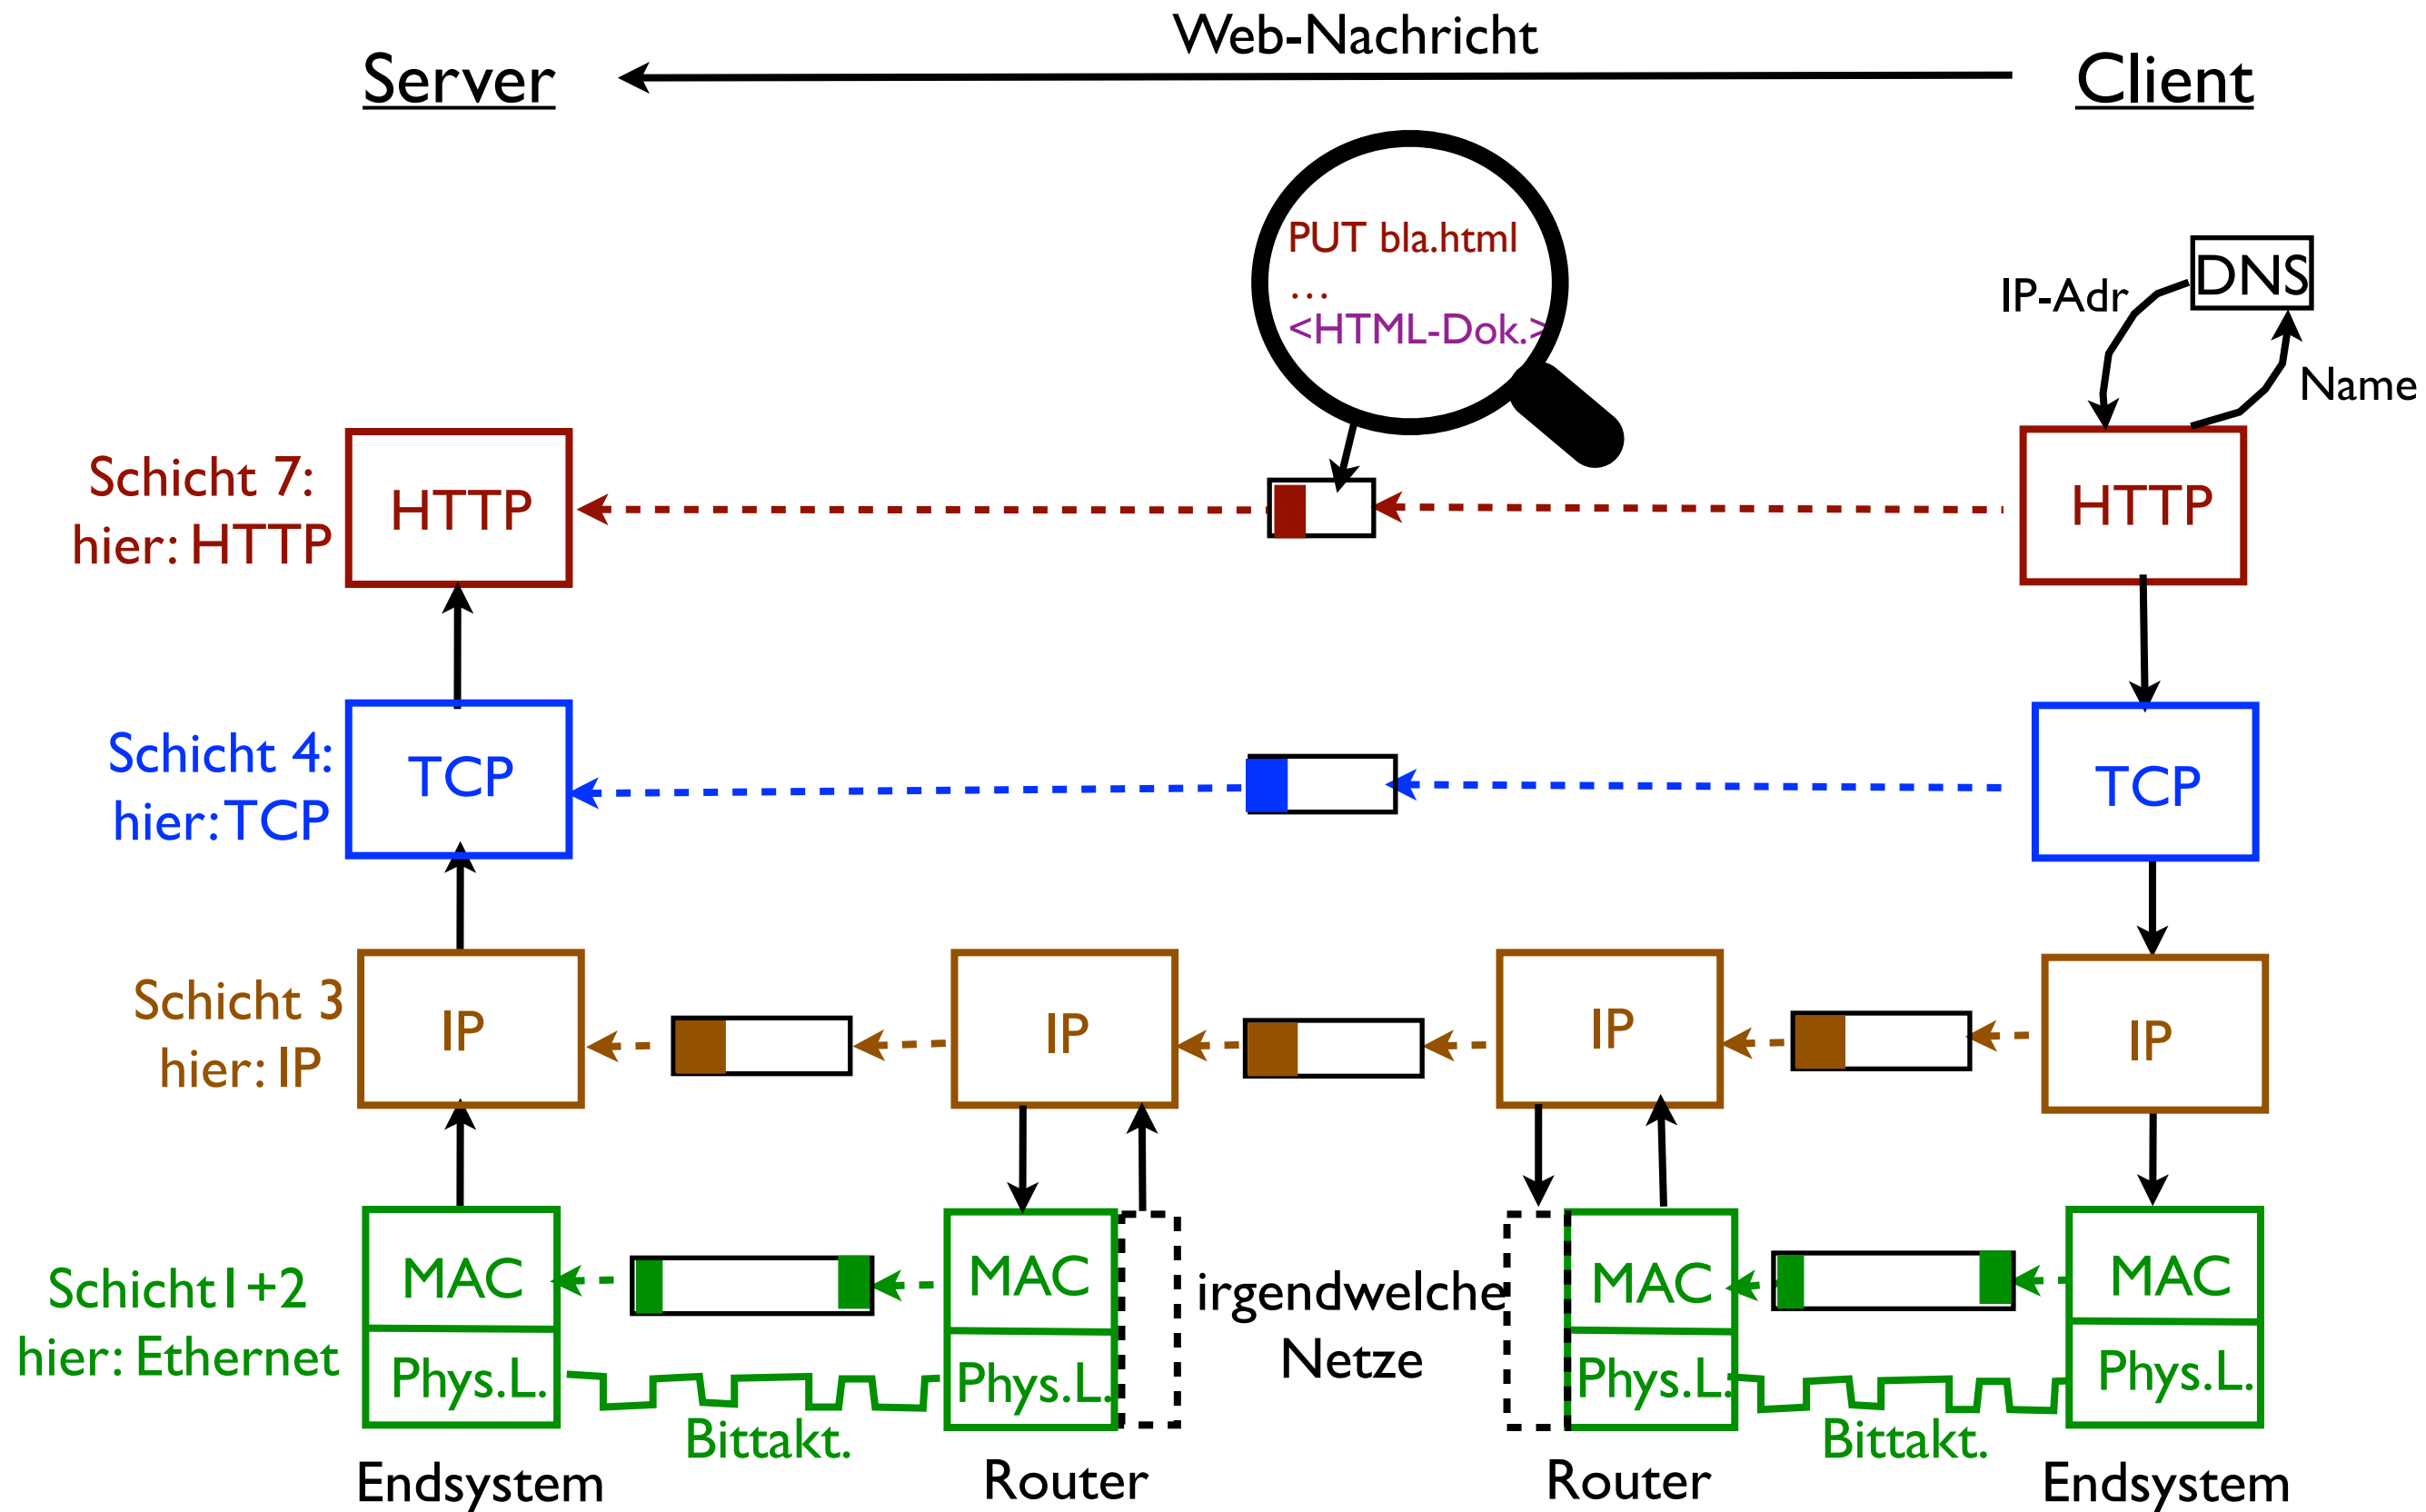 Web-Nachricht
Server
Client
PUT bla.html
...
<HTML-Dok.>
DNS
IP-Adr
Name
Schicht 7:
hier: HTTP
HTTP
HTTP
Schicht 4:
hier: TCP
TCP
TCP
Schicht 3
hier: IP
IP
IP
IP
IP
Schicht1+2
hier: Ethernet
MAC
Phys.L.
MAC
Phys.L.
irgendwelche
Netze
MAC
Phys.L.
MAC
Phys.L.
Bittakt.
Bittakt.
Endsystem
Router
Router
Endsystem